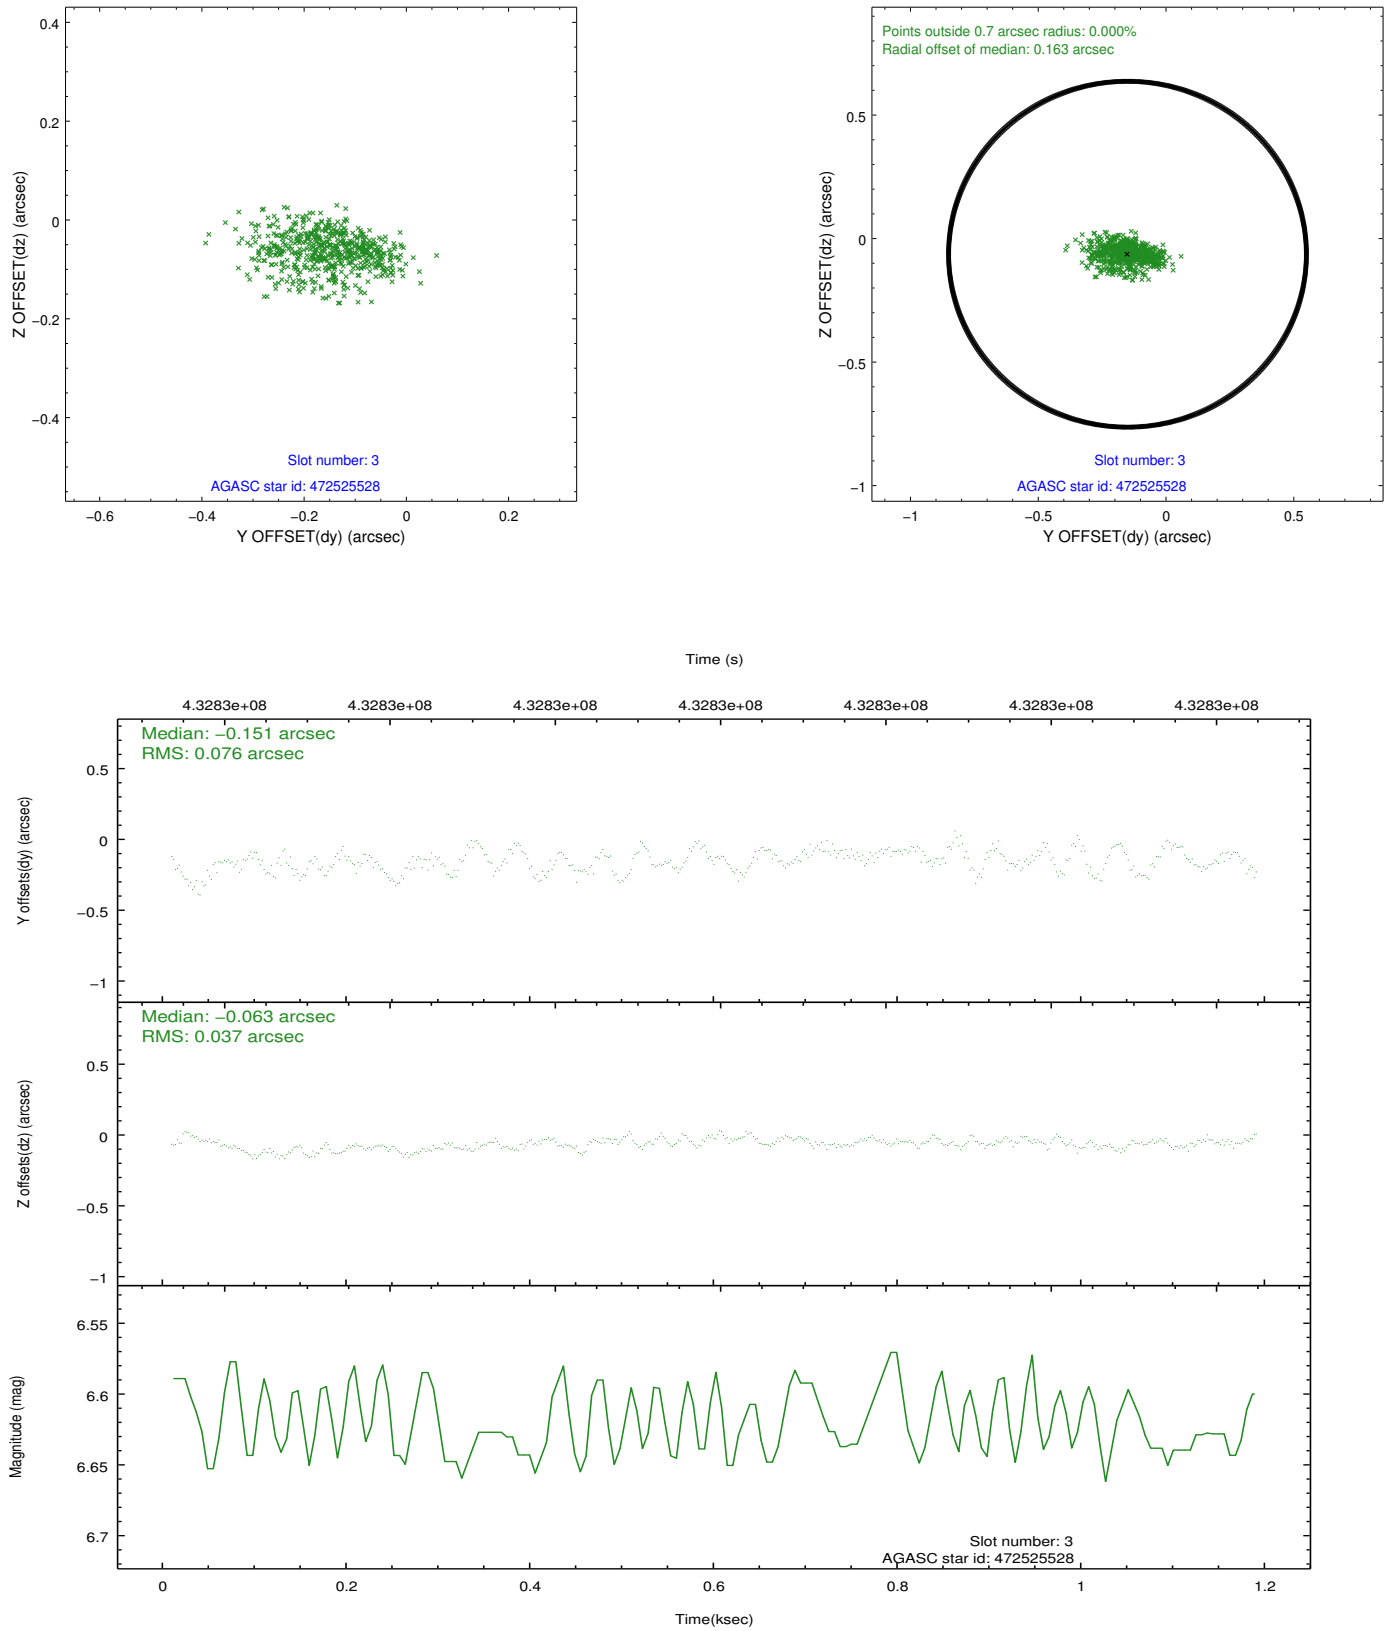 0.4
0.2
0
−0.2
−0.4
Z OFFSET(dz) (arcsec)
Slot number: 3
AGASC star id: 472525528
−0.6 −0.4 −0.2 0 0.2
Y OFFSET(dy) (arcsec)
Points outside 0.7 arcsec radius: 0.000%
Radial offset of median: 0.163 arcsec
0.5
0
−0.5
−1
Z OFFSET(dz) (arcsec)
Slot number: 3
AGASC star id: 472525528
−1 −0.5 0 0.5
Y OFFSET(dy) (arcsec)
Time (s)
4.3283e+08 4.3283e+08 4.3283e+08 4.3283e+08 4.3283e+08 4.3283e+08 4.3283e+08
Median: −0.151 arcsec
RMS: 0.076 arcsec
0.5
0
−0.5
−1
Y offsets(dy) (arcsec)
Median: −0.063 arcsec
RMS: 0.037 arcsec
0.5
0
−0.5
−1
Z offsets(dz) (arcsec)
6.55
6.6
6.65
6.7
Magnitude (mag)
Slot number: 3
AGASC star id: 472525528
0 0.2 0.4 0.6 0.8 1 1.2
Time(ksec)